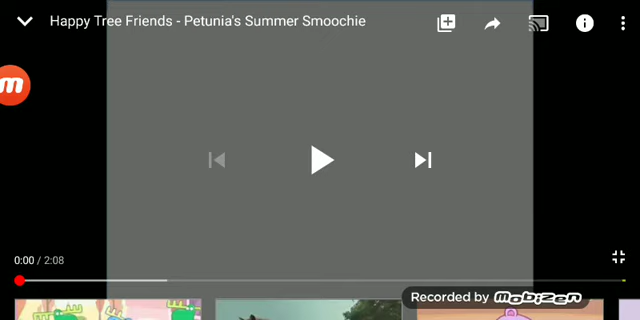 Happy Tree Friends - Petunia's Summer Smoochie
m
0:00 / 2:08
Recorded by Mobizen